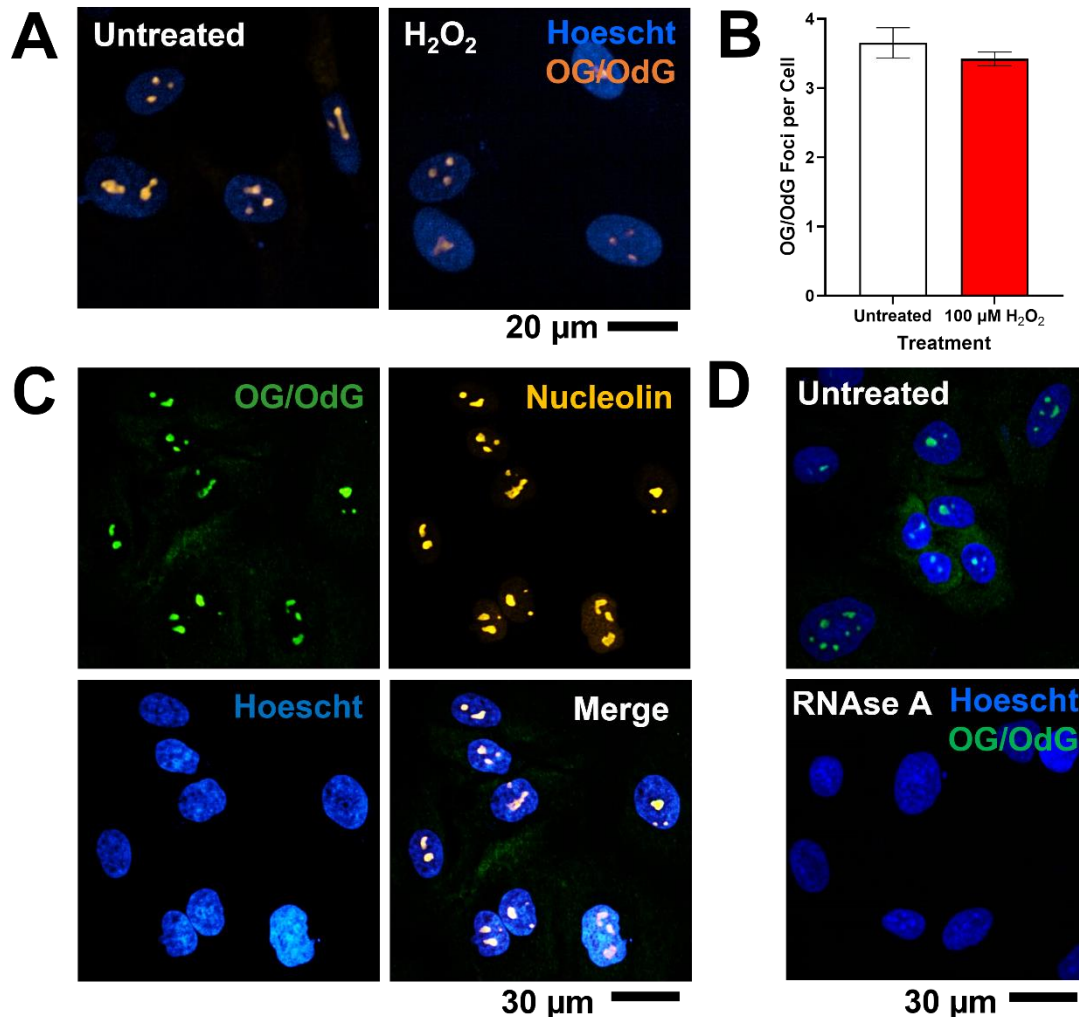 A
Untreated
H₂O₂
Hoescht
OG/OdG
20 µm
B
OG/OdG Foci per Cell
4
3
2
1
0
Untreated
100 µM H₂O₂
Treatment
C
OG/OdG
Nucleolin
Hoescht
Merge
30 µm
D
Untreated
RNAse A
Hoescht
OG/OdG
30 µm